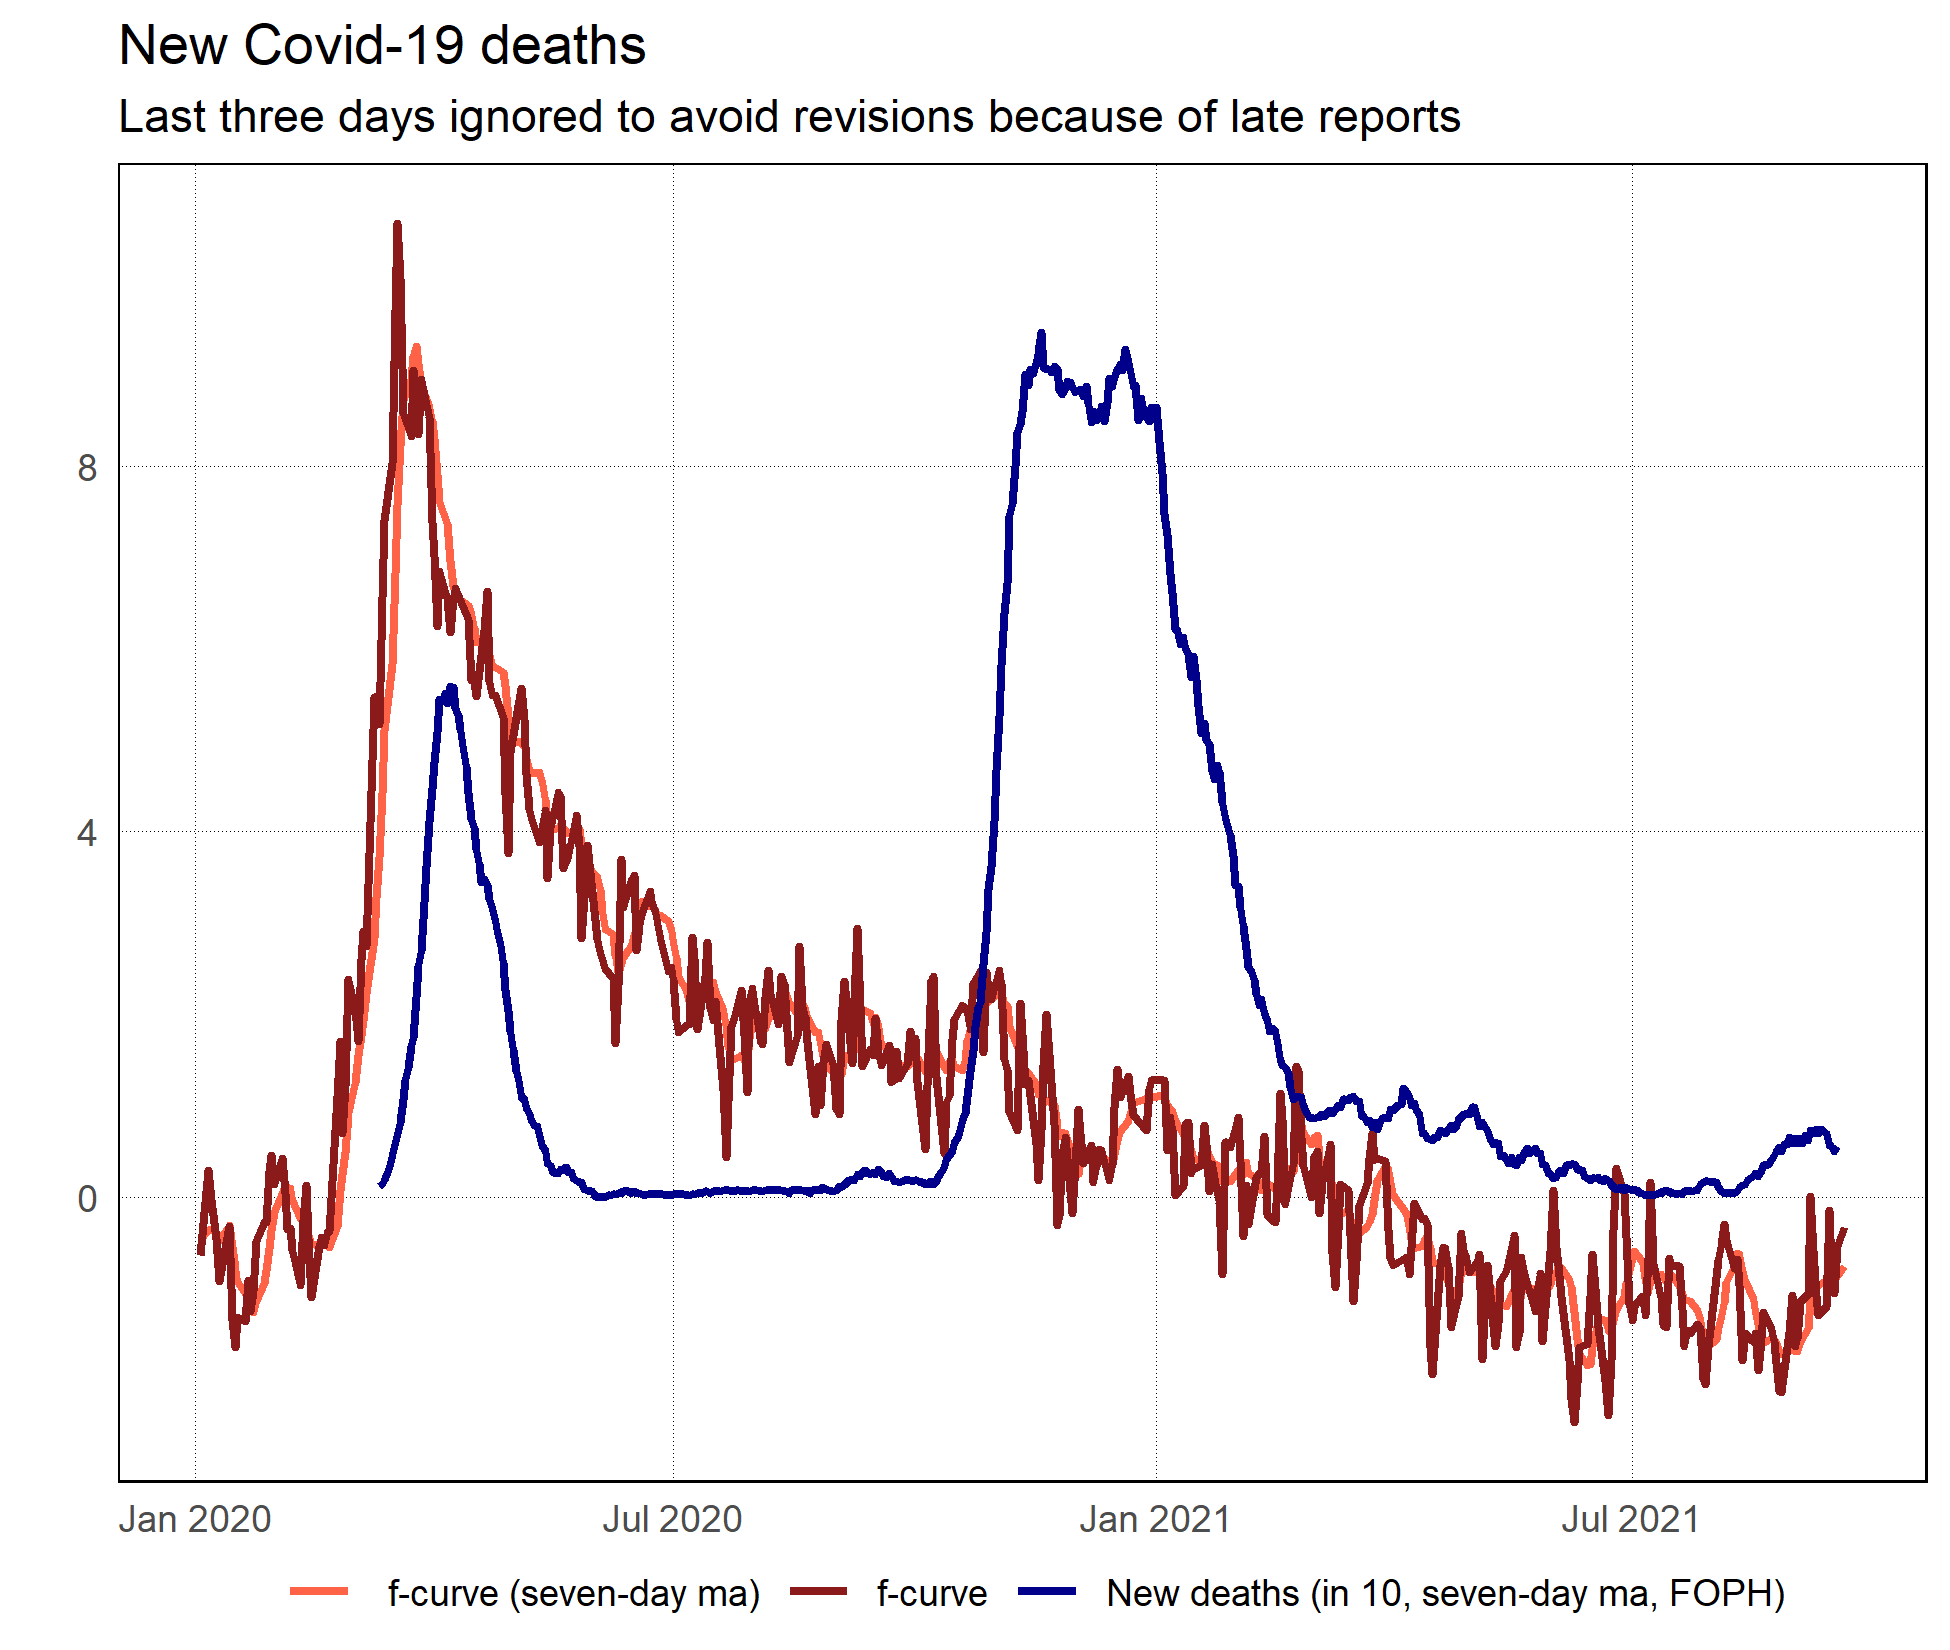 New Covid-19 deaths
Last three days ignored to avoid revisions because of late reports
8
4
0
Jan 2020 Jul 2020 Jan 2021 Jul 2021
f-curve (seven-day ma) f-curve New deaths (in 10, seven-day ma, FOPH)